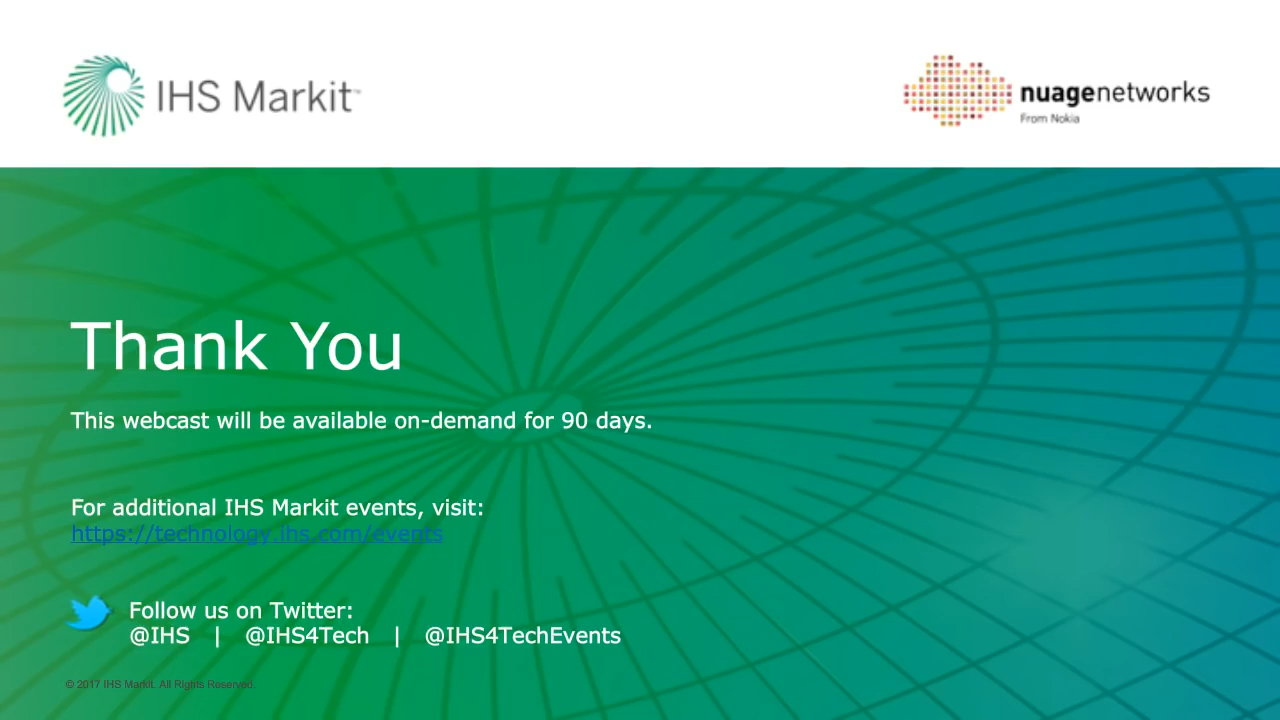 IHS Markit™
nuagenetworks
From Nokia
Thank You
This webcast will be available on-demand for 90 days.
For additional IHS Markit events, visit:
https://technology.ihs.com/events
Follow us on Twitter:
@IHS | @IHS4Tech | @IHS4TechEvents
© 2017 IHS Markit. All Rights Reserved.